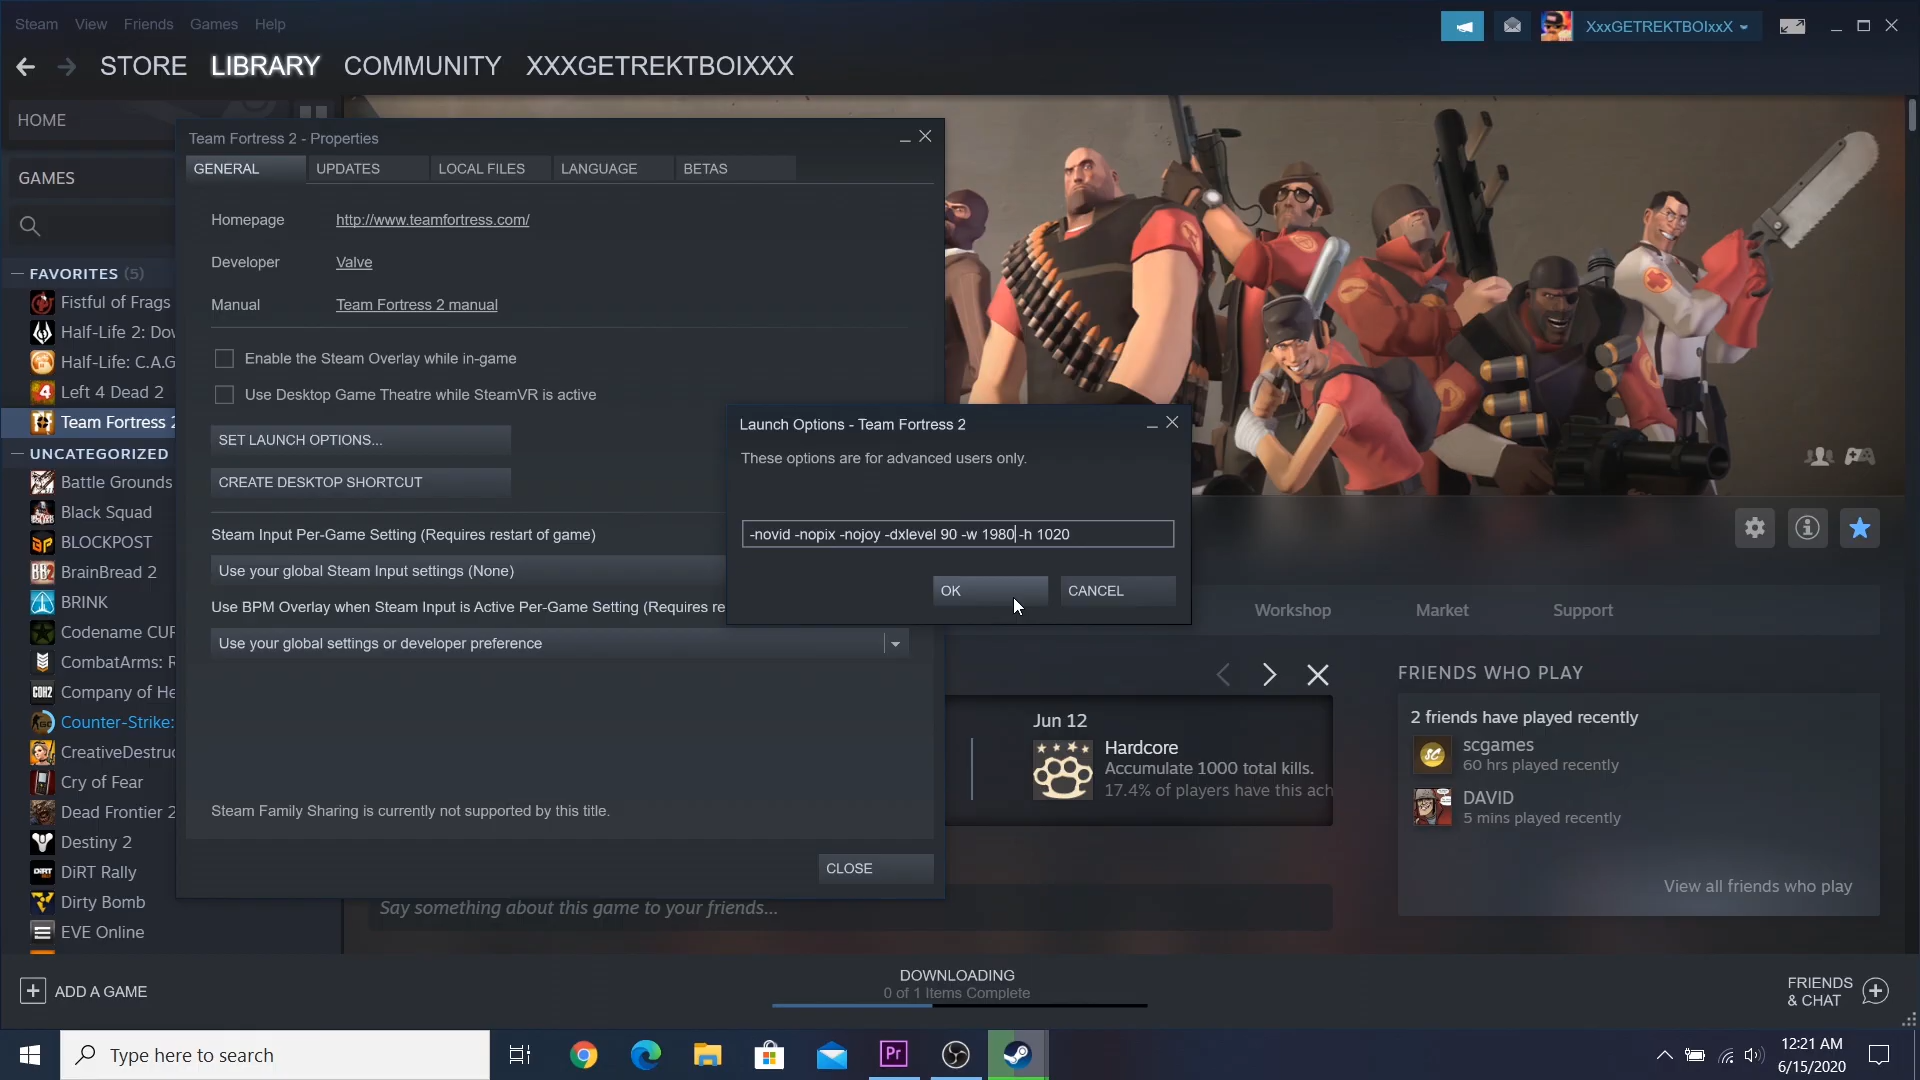 Steam View Friends Games Help
XxxGETREKTBOIxxX
STORE LIBRARY COMMUNITY XXXGETREKTBOIXXX
HOME
GAMES
FAVORITES (5)
Fistful of Frags
Half-Life 2: Dow
Half-Life: C.A.G
Left 4 Dead 2
Team Fortress 2
UNCATEGORIZED
Battle Grounds
Black Squad
BLOCKPOST
BrainBread 2
BRINK
Codename CUR
CombatArms: R
Company of He
Counter-Strike:
CreativeDestruc
Cry of Fear
Dead Frontier 2
Destiny 2
DiRT Rally
Dirty Bomb
EVE Online
Team Fortress 2 - Properties
GENERAL UPDATES LOCAL FILES LANGUAGE BETAS
Homepage http://www.teamfortress.com/
Developer Valve
Manual Team Fortress 2 manual
Enable the Steam Overlay while in-game
Use Desktop Game Theatre while SteamVR is active
SET LAUNCH OPTIONS...
CREATE DESKTOP SHORTCUT
Steam Input Per-Game Setting (Requires restart of game)
Use your global Steam Input settings (None)
Use BPM Overlay when Steam Input is Active Per-Game Setting (Requires re
Use your global settings or developer preference
Steam Family Sharing is currently not supported by this title.
CLOSE
Launch Options - Team Fortress 2
These options are for advanced users only.
-novid -nopix -nojoy -dxlevel 90 -w 1980 -h 1020
OK CANCEL
Workshop Market Support
Jun 12
Hardcore
Accumulate 1000 total kills.
17.4% of players have this ach
FRIENDS WHO PLAY
2 friends have played recently
scgames
60 hrs played recently
DAVID
5 mins played recently
View all friends who play
Say something about this game to your friends...
ADD A GAME
DOWNLOADING
0 of 1 Items Complete
FRIENDS
& CHAT
Type here to search
Pr
12:21 AM
6/15/2020